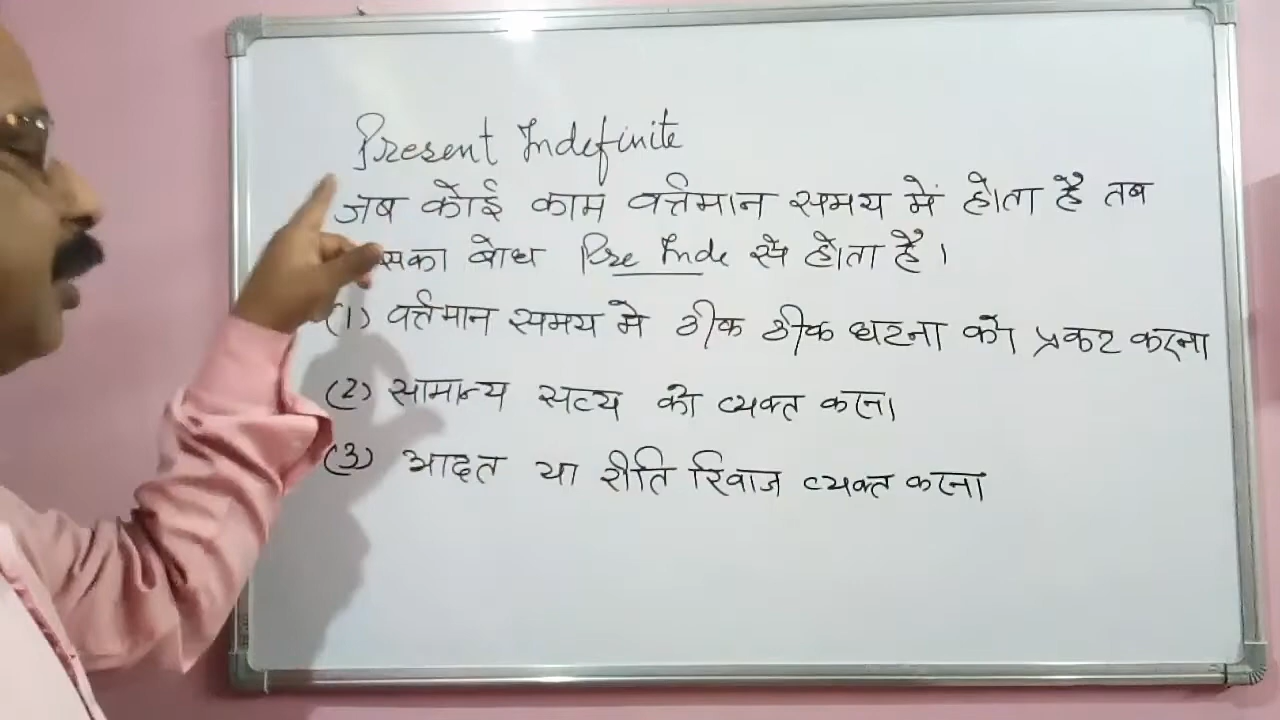 Present Indefinite
जब कोई काम वर्त्तमान समय में होता है तब
सका बोध Pre Inde से होता है।
(1) वर्त्तमान समय मे ठीक ठीक घटना को प्रकट करना
(2) सामान्य सत्य को व्यक्त करना
(3) आदत या रीति रिवाज व्यक्त करना